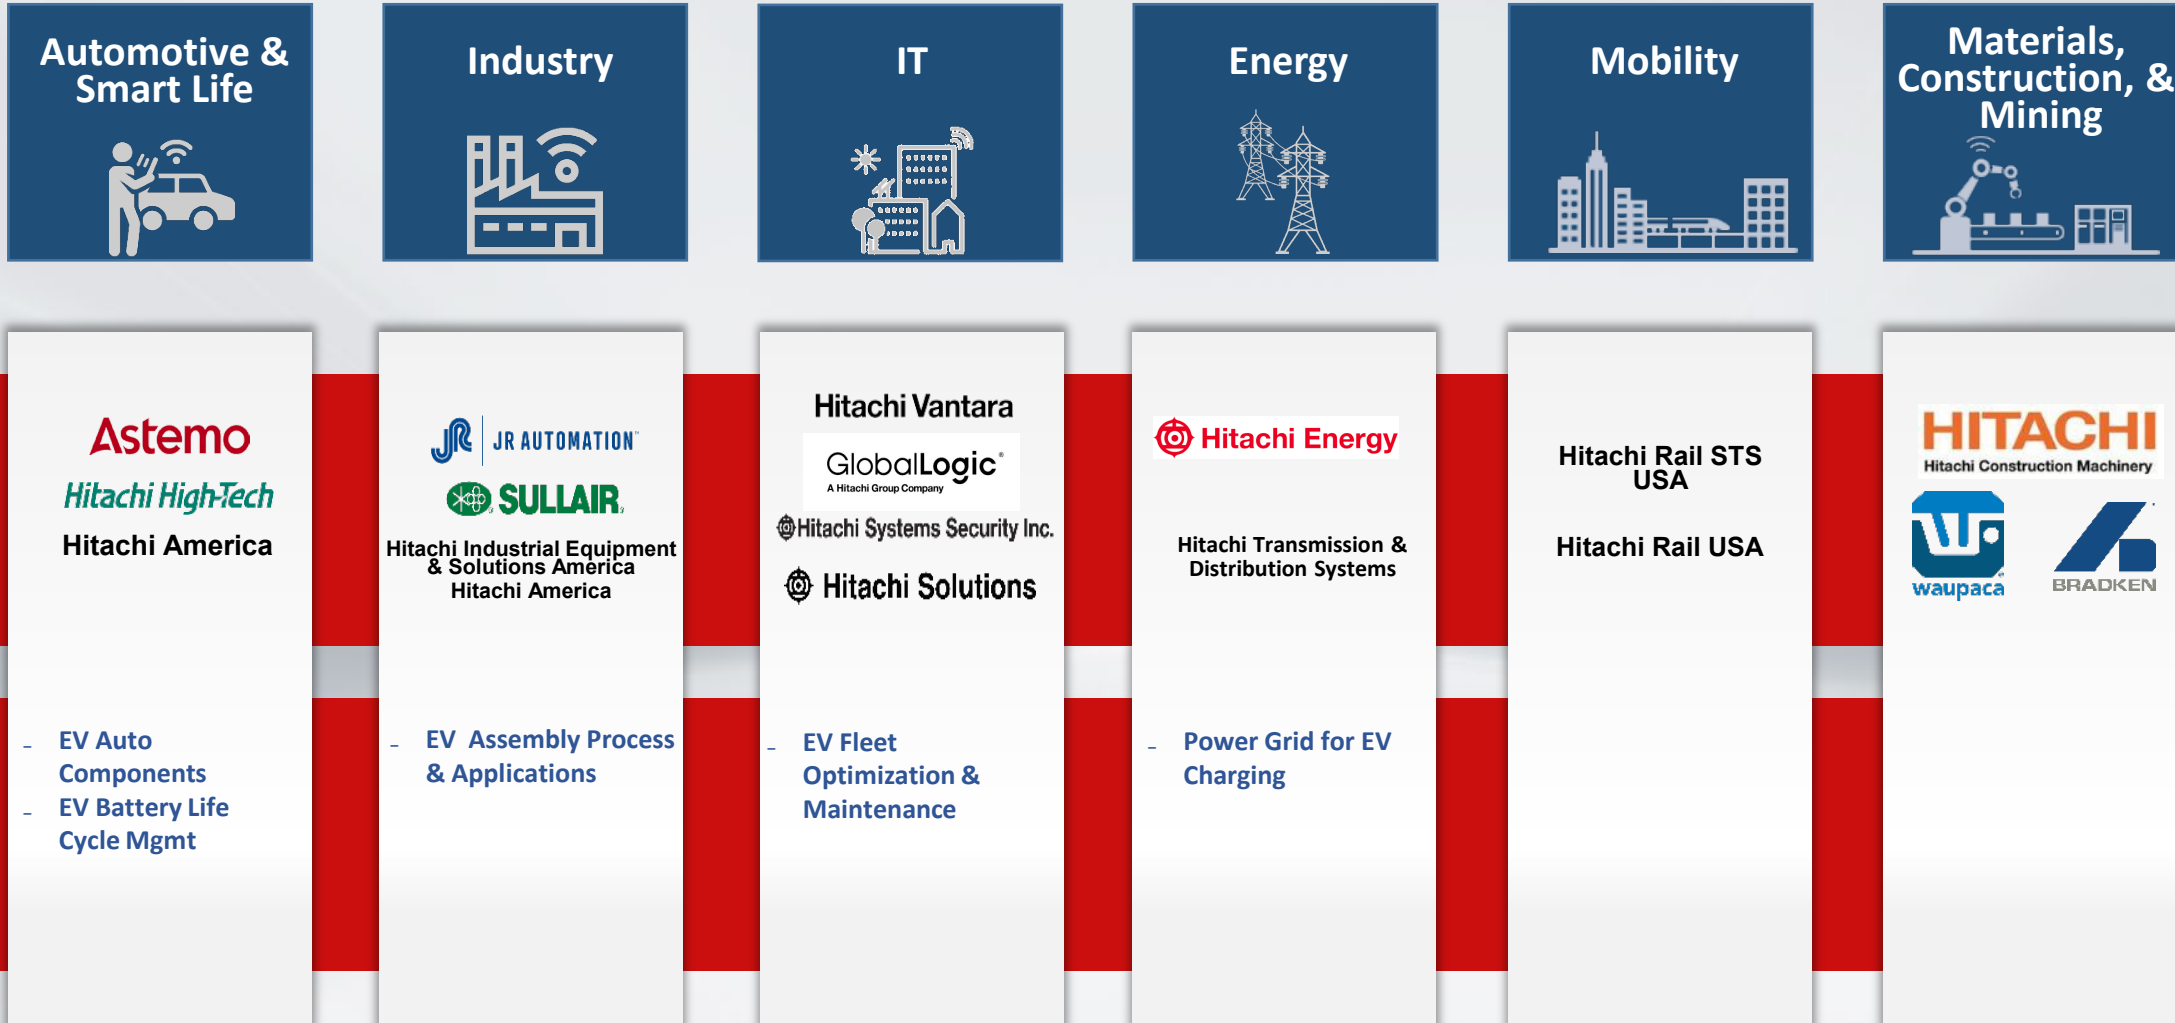 Automotive &
Smart Life
Industry
IT
Energy
Mobility
Materials,
Construction, &
Mining
Astemo
Hitachi High-Tech
Hitachi America
JR
JR AUTOMATION™
SULLAIR
Hitachi Industrial Equipment
& Solutions America
Hitachi America
Hitachi Vantara
GlobalLogic®
A Hitachi Group Company
Hitachi Systems Security Inc.
Hitachi Solutions
Hitachi Energy
Hitachi Transmission &
Distribution Systems
Hitachi Rail STS
USA
Hitachi Rail USA
HITACHI
Hitachi Construction Machinery
waupaca
BRADKEN
- EV Auto
Components
- EV Battery Life
Cycle Mgmt
- EV Assembly Process
& Applications
- EV Fleet
Optimization &
Maintenance
- Power Grid for EV
Charging